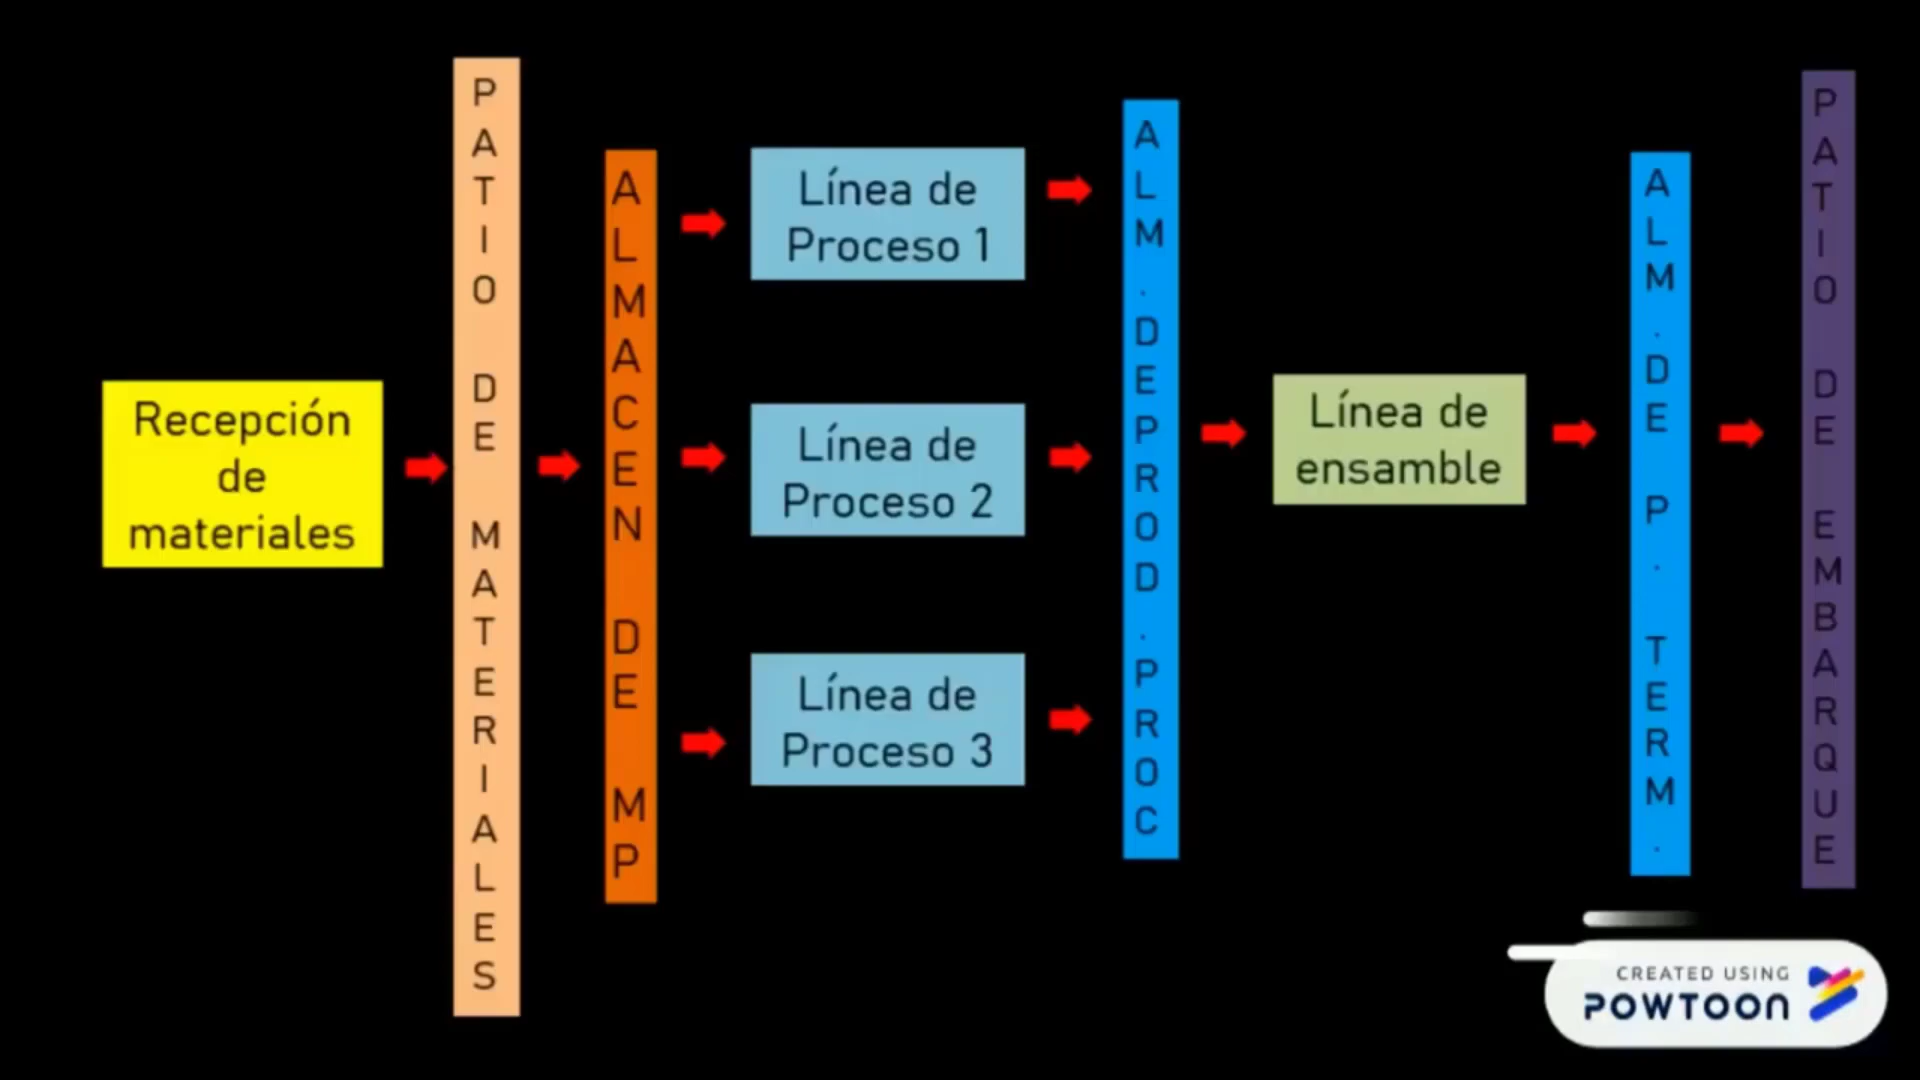 Recepción
de
materiales
PATIO DE MATERIALES
ALMACEN DE MP
Línea de
Proceso 1
Línea de
Proceso 2
Línea de
Proceso 3
ALM.DEPROD.PROC
Línea de
ensamble
ALM.DE P. TERM.
PATIO DE EMBARQUE
CREATED USING
POWTOON